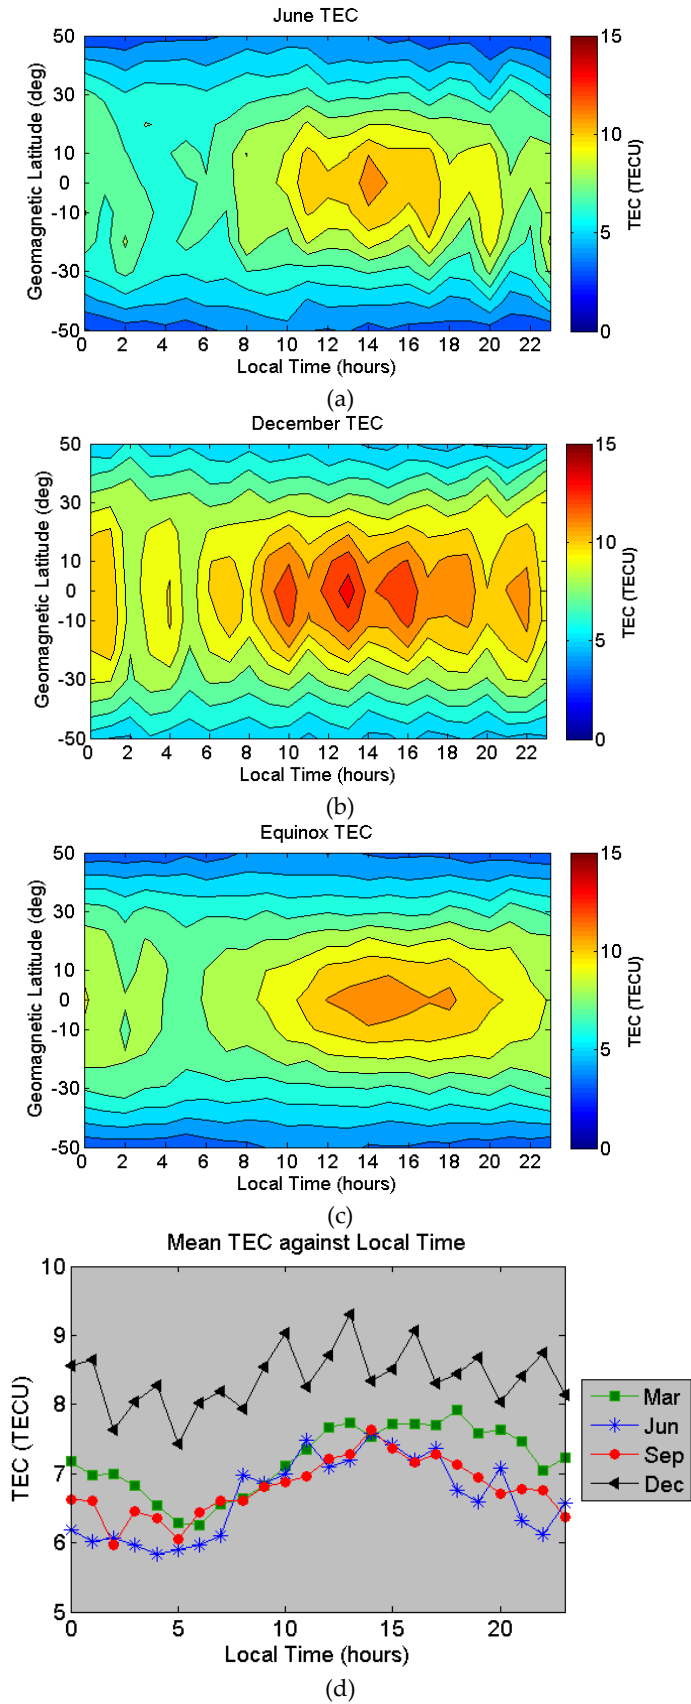 June TEC
50
30
10
0
-10
-30
-50
Geomagnetic Latitude (deg)
0 2 4 6 8 10 12 14 16 18 20 22
Local Time (hours)
15
10
5
0
TEC (TECU)
(a)
December TEC
50
30
10
0
-10
-30
-50
Geomagnetic Latitude (deg)
0 2 4 6 8 10 12 14 16 18 20 22
Local Time (hours)
15
10
5
0
TEC (TECU)
(b)
Equinox TEC
50
30
10
0
-10
-30
-50
Geomagnetic Latitude (deg)
0 2 4 6 8 10 12 14 16 18 20 22
Local Time (hours)
15
10
5
0
TEC (TECU)
(c)
Mean TEC against Local Time
10
9
8
7
6
5
TEC (TECU)
0 5 10 15 20
Local Time (hours)
Mar
Jun
Sep
Dec
(d)